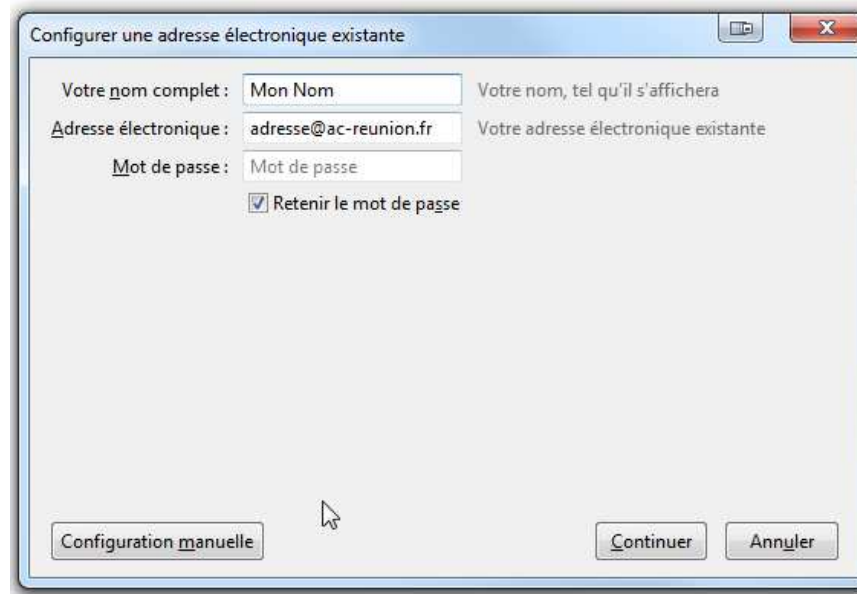 Configurer une adresse électronique existante
Votre nom complet : Mon Nom Votre nom, tel qu'il s'affichera
Adresse électronique : adresse@ac-reunion.fr Votre adresse électronique existante
Mot de passe : Mot de passe
Retenir le mot de passe
Configuration manuelle Continuer Annuler